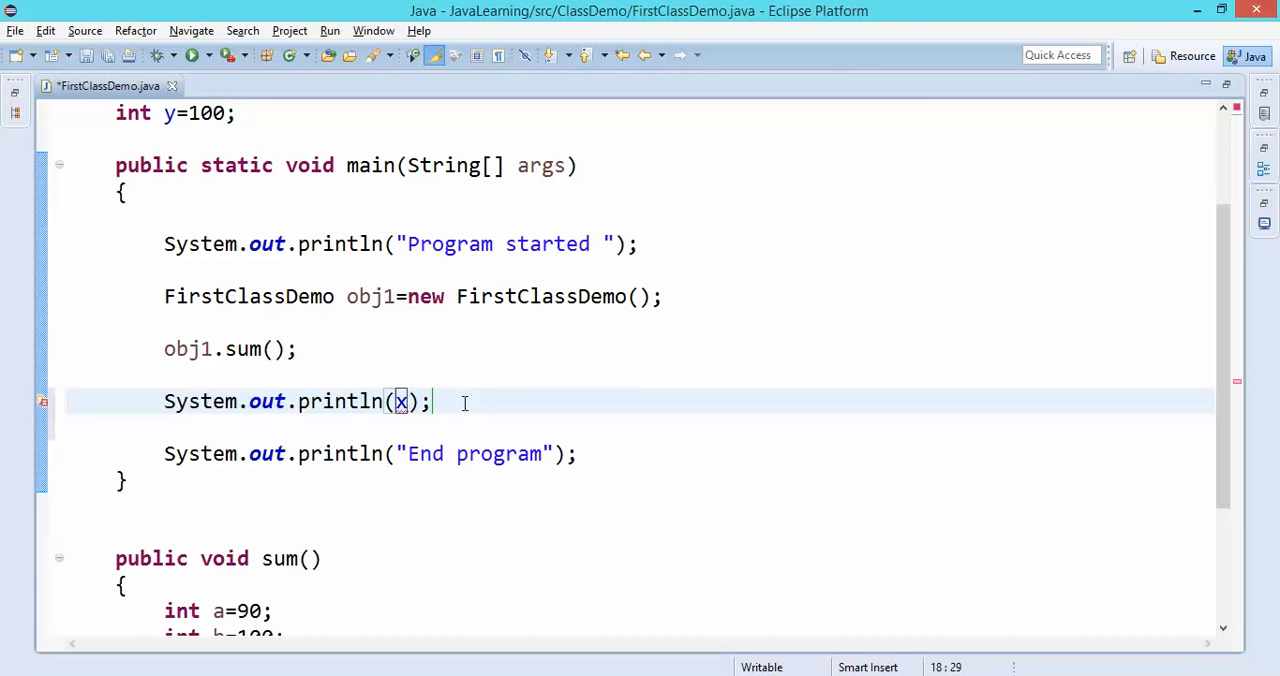 Java - JavaLearning/src/ClassDemo/FirstClassDemo.java - Eclipse Platform
File Edit Source Refactor Navigate Search Project Run Window Help
Quick Access Resource Java
*FirstClassDemo.java
int y=100;
public static void main(String[] args)
{
System.out.println("Program started ");
FirstClassDemo obj1=new FirstClassDemo();
obj1.sum();
System.out.println(x);
System.out.println("End program");
}
public void sum()
{
int a=90;
int b=100;
Writable Smart Insert 18:29